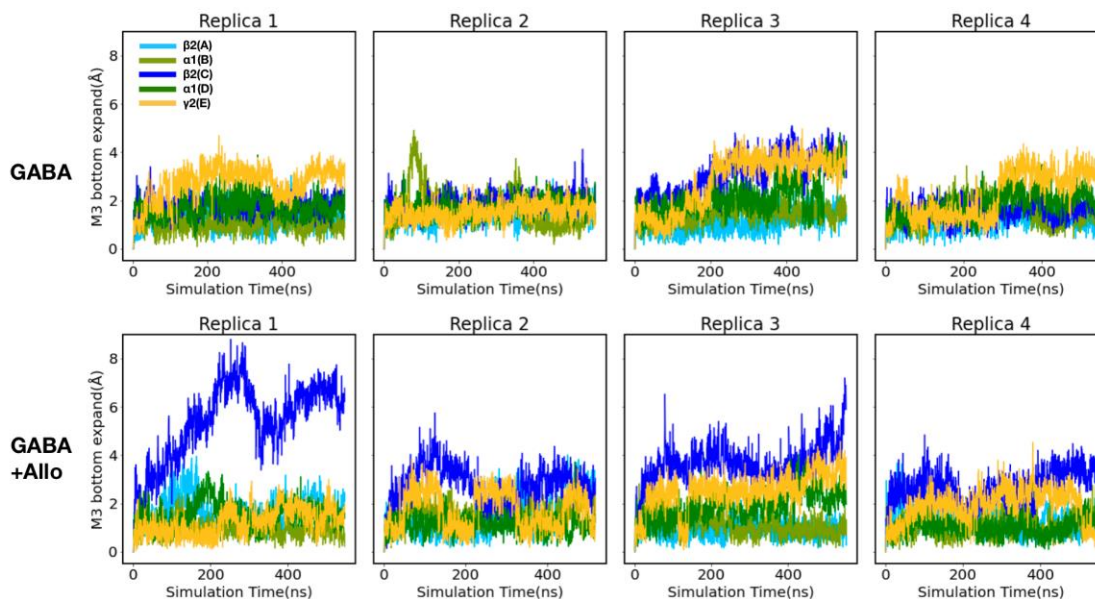 Replica 1 Replica 2 Replica 3 Replica 4
8
6
4
2
0
M3 bottom expand(Å)
β2(A)
α1(B)
β2(C)
α1(D)
γ2(E)
GABA
0 200 400 0 200 400 0 200 400 0 200 400
Simulation Time(ns) Simulation Time(ns) Simulation Time(ns) Simulation Time(ns)
Replica 1 Replica 2 Replica 3 Replica 4
8
6
4
2
0
M3 bottom expand(Å)
GABA
+Allo
0 200 400 0 200 400 0 200 400 0 200 400
Simulation Time(ns) Simulation Time(ns) Simulation Time(ns) Simulation Time(ns)